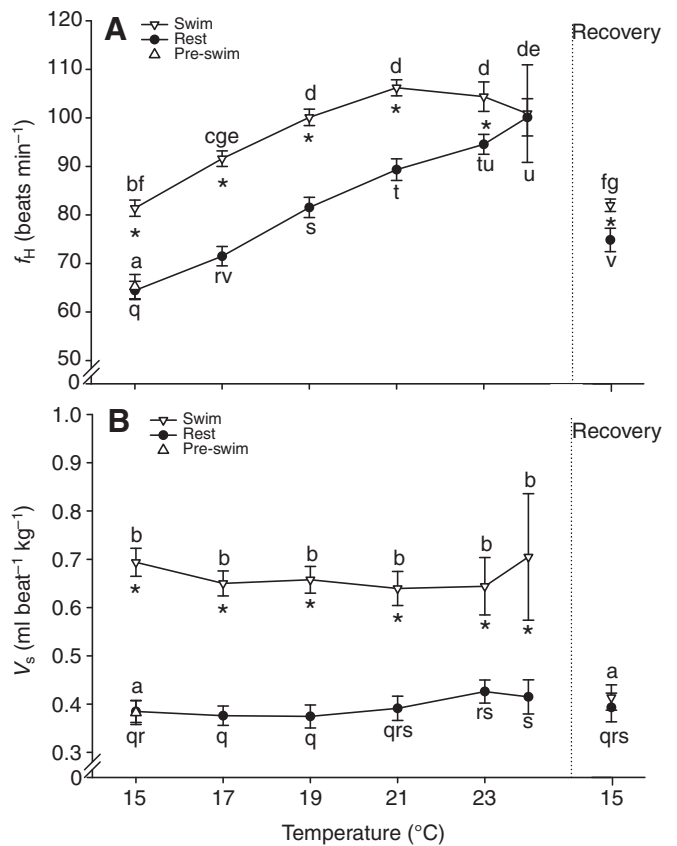 120
A
Swim
Rest
Pre-swim
Recovery
110
100
90
80
70
60
50
0
fH (beats min−1)
bf
cge
d
d
d
de
fg
*
*
*
*
*
*
a
q
rv
s
t
tu
u
v
1.0
B
Swim
Rest
Pre-swim
Recovery
0.9
0.8
0.7
0.6
0.5
0.4
0.3
0
Vs (ml beat−1 kg−1)
b
b
b
b
b
b
*
*
*
*
*
*
a
a
qr
q
q
qrs
rs
s
qrs
15
17
19
21
23
15
Temperature (°C)